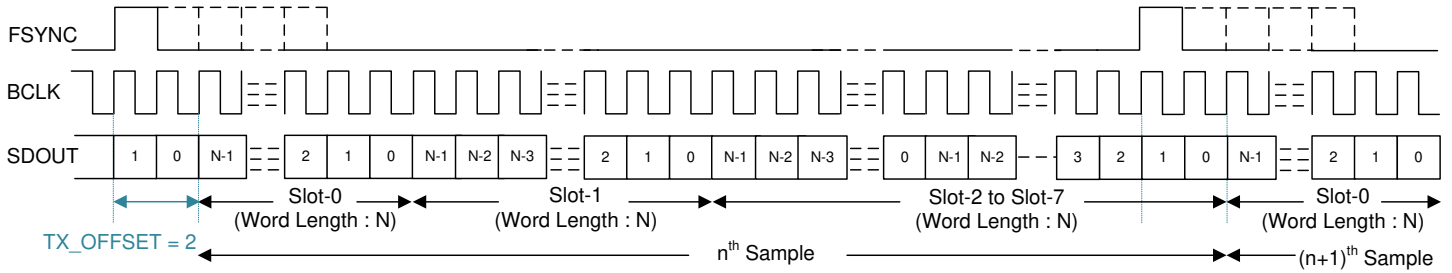 FSYNC
BCLK
SDOUT 1 0 N-1 2 1 0 N-1 N-2 N-3 2 1 0 N-1 N-2 N-3 0 N-1 N-2 3 2 1 0 N-1 2 1 0
Slot-0 Slot-1 Slot-2 to Slot-7 Slot-0
(Word Length : N) (Word Length : N) (Word Length : N) (Word Length : N)
TX_OFFSET = 2 nth Sample (n+1)th Sample